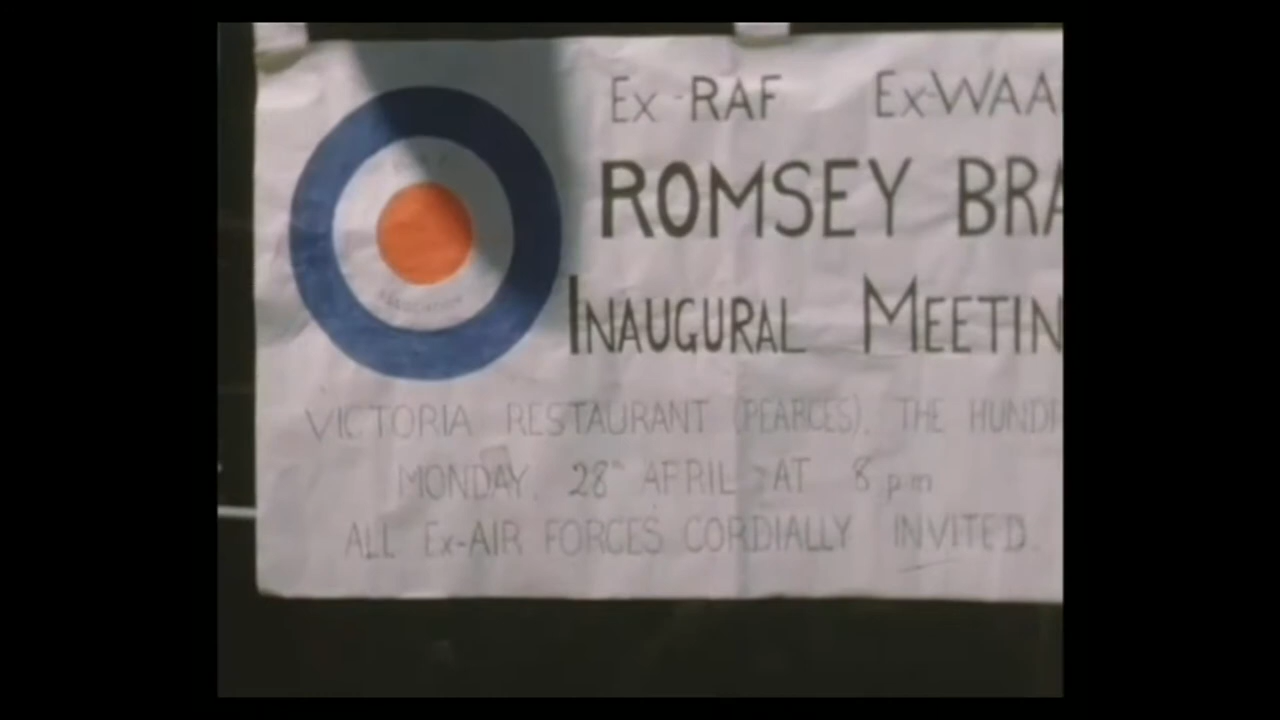 Ex-RAF Ex-WAA
ROMSEY BRA
INAUGURAL MEETIN
VICTORIA RESTAURANT (PEARCES), THE HUNDR
MONDAY, 28th APRIL AT 8 pm
ALL Ex-AIR FORCES CORDIALLY INVITED.